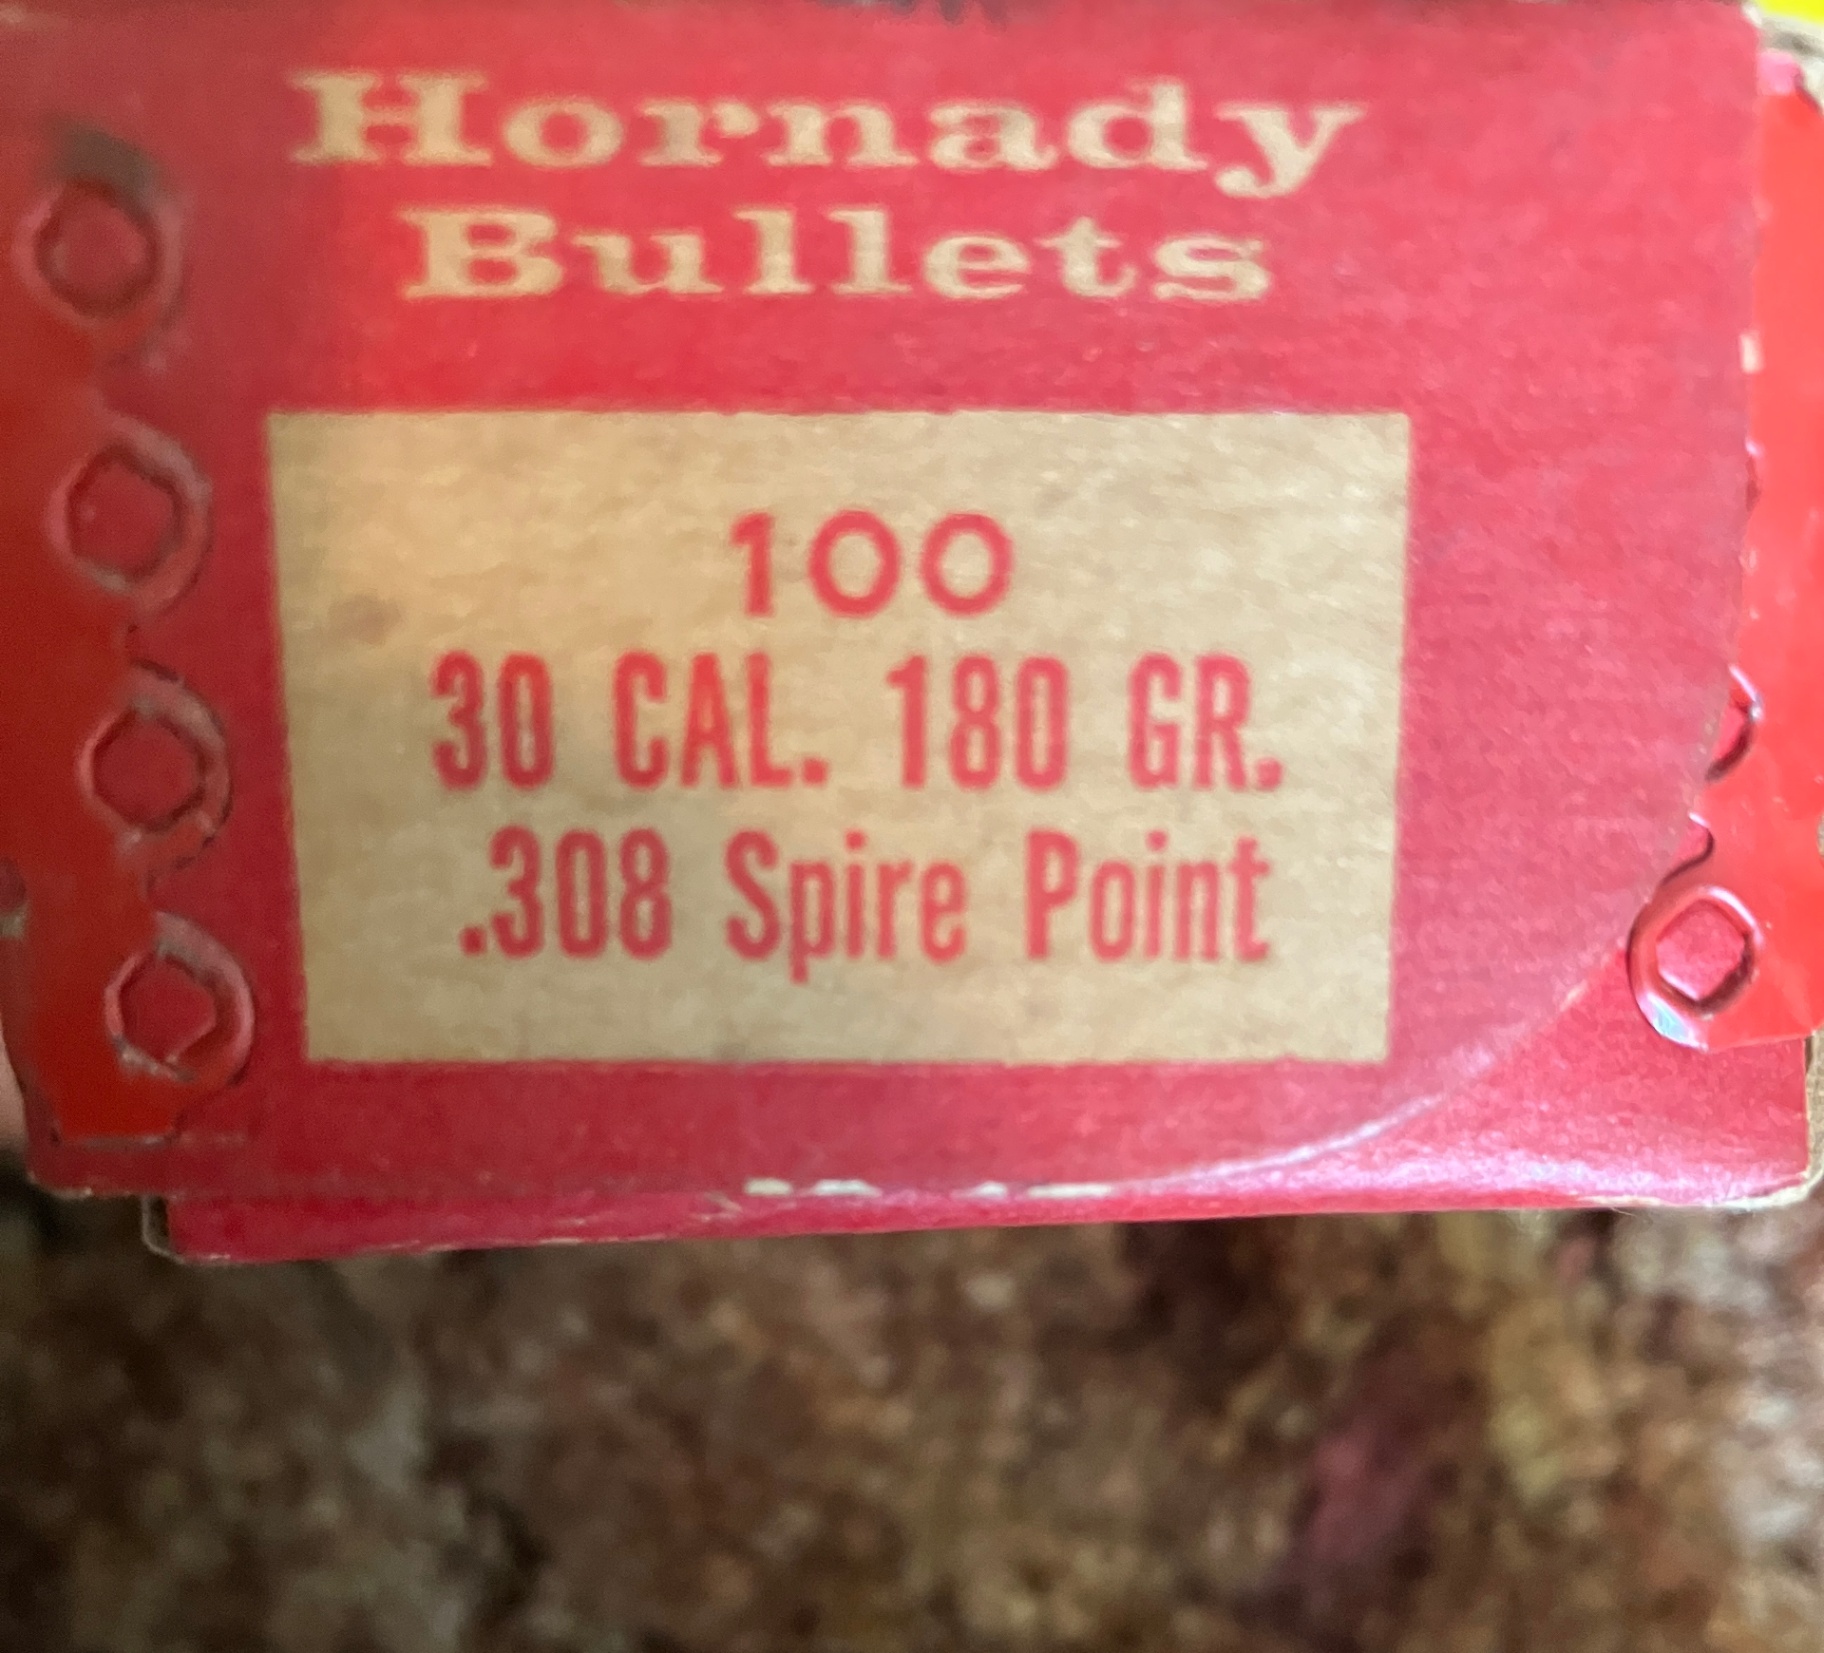 Hornady
Bullets
100
30 CAL. 180 GR.
.308 Spire Point